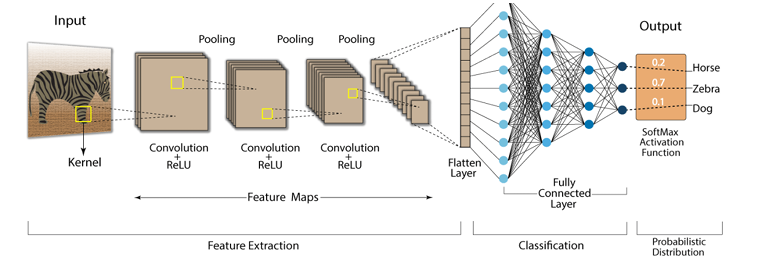 Input
Output
Pooling
Pooling
Pooling
0.2
Horse
0.7
Zebra
0.1
Dog
Kernel
Convolution
+
ReLU
Convolution
+
ReLU
Convolution
+
ReLU
Flatten
Layer
SoftMax
Activation
Function
Feature Maps
Fully
Connected
Layer
Feature Extraction
Classification
Probabilistic
Distribution